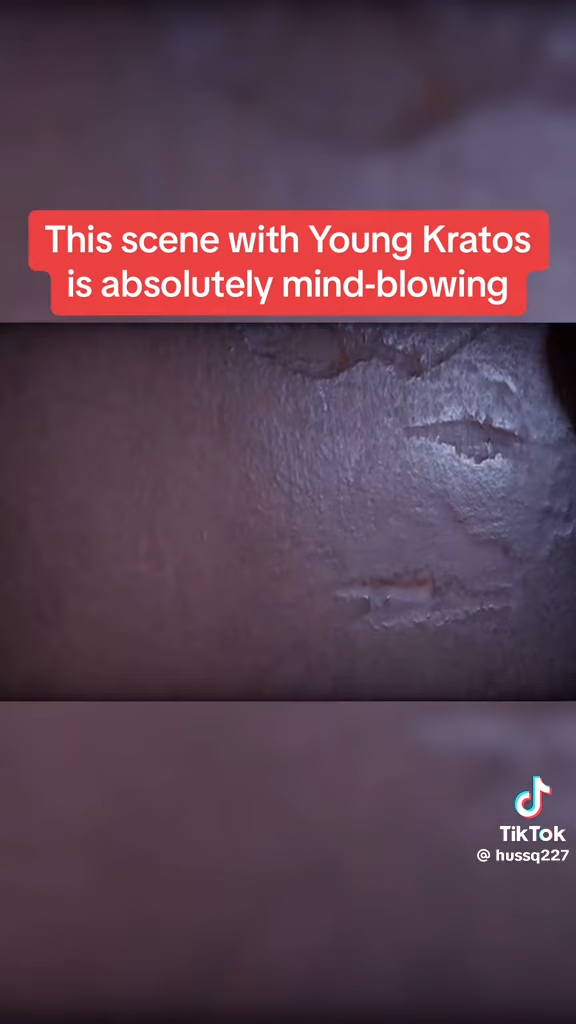 This scene with Young Kratos
is absolutely mind-blowing
TikTok
@ hussq227